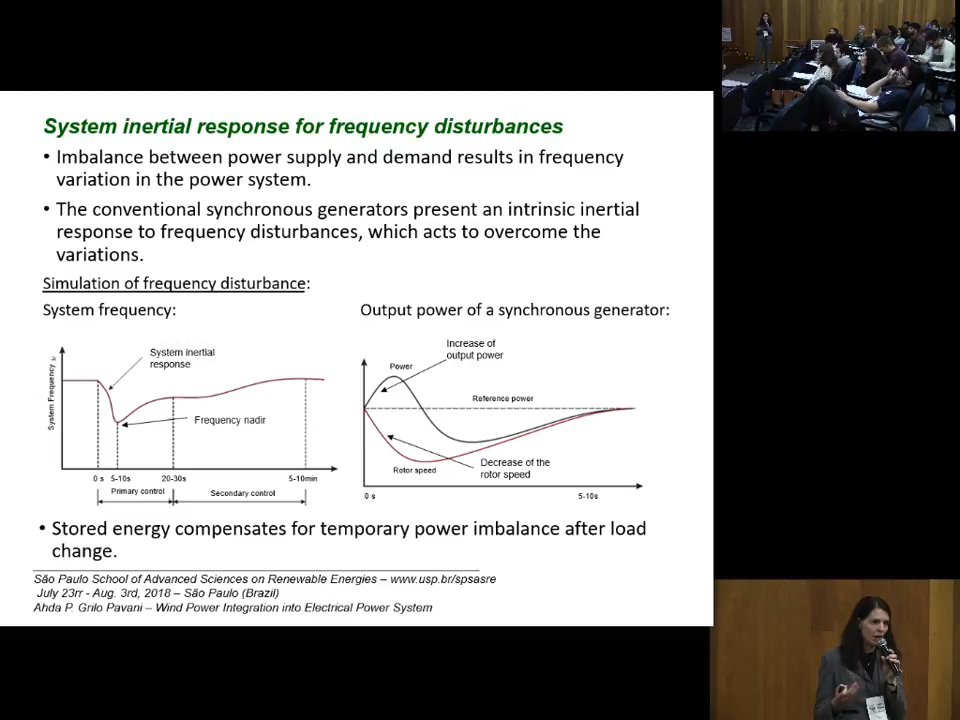 System inertial response for frequency disturbances
• Imbalance between power supply and demand results in frequency
variation in the power system.
• The conventional synchronous generators present an intrinsic inertial
response to frequency disturbances, which acts to overcome the
variations.
Simulation of frequency disturbance:
System frequency:
Output power of a synchronous generator:
System Frequency
System inertial
response
Frequency nadir
0 s 5-10s 20-30s 5-10min
Primary control
Secondary control
Increase of
output power
Power
Reference power
Rotor speed
Decrease of the
rotor speed
0 s 5-10s
• Stored energy compensates for temporary power imbalance after load
change.
São Paulo School of Advanced Sciences on Renewable Energies – www.usp.br/spsasre
July 23rr - Aug. 3rd, 2018 – São Paulo (Brazil)
Ahda P. Grilo Pavani – Wind Power Integration into Electrical Power System